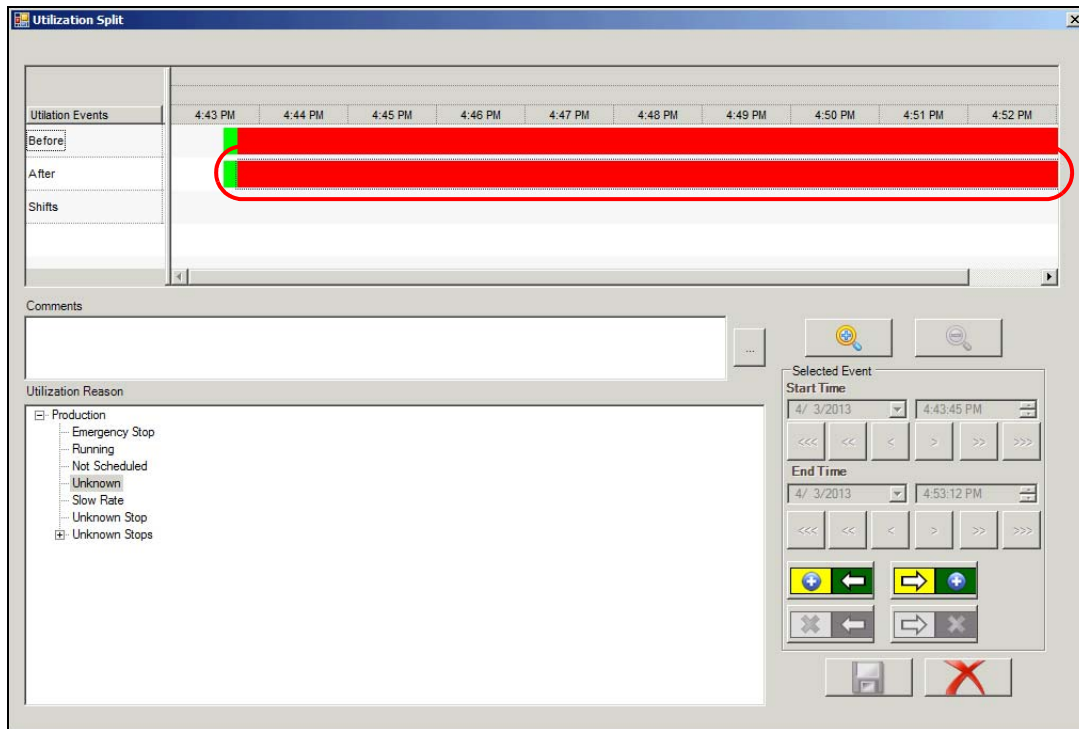 Utilization Split
Utilation Events
4:43 PM 4:44 PM 4:45 PM 4:46 PM 4:47 PM 4:48 PM 4:49 PM 4:50 PM 4:51 PM 4:52 PM
Before
After
Shifts
Comments
...
Utilization Reason
Production
Emergency Stop
Running
Not Scheduled
Unknown
Slow Rate
Unknown Stop
Unknown Stops
Selected Event
Start Time
4/ 3/2013 4:43:45 PM
<<< << < > >> >>>
End Time
4/ 3/2013 4:53:12 PM
<<< << < > >> >>>